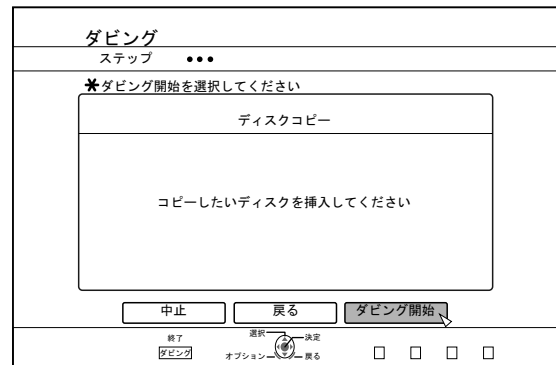 ダビング
ステップ •••
*ダビング開始を選択してください
ディスクコピー
コピーしたいディスクを挿入してください
中止 戻る ダビング開始
終了
ダビング
選択 決定
オプション 戻る